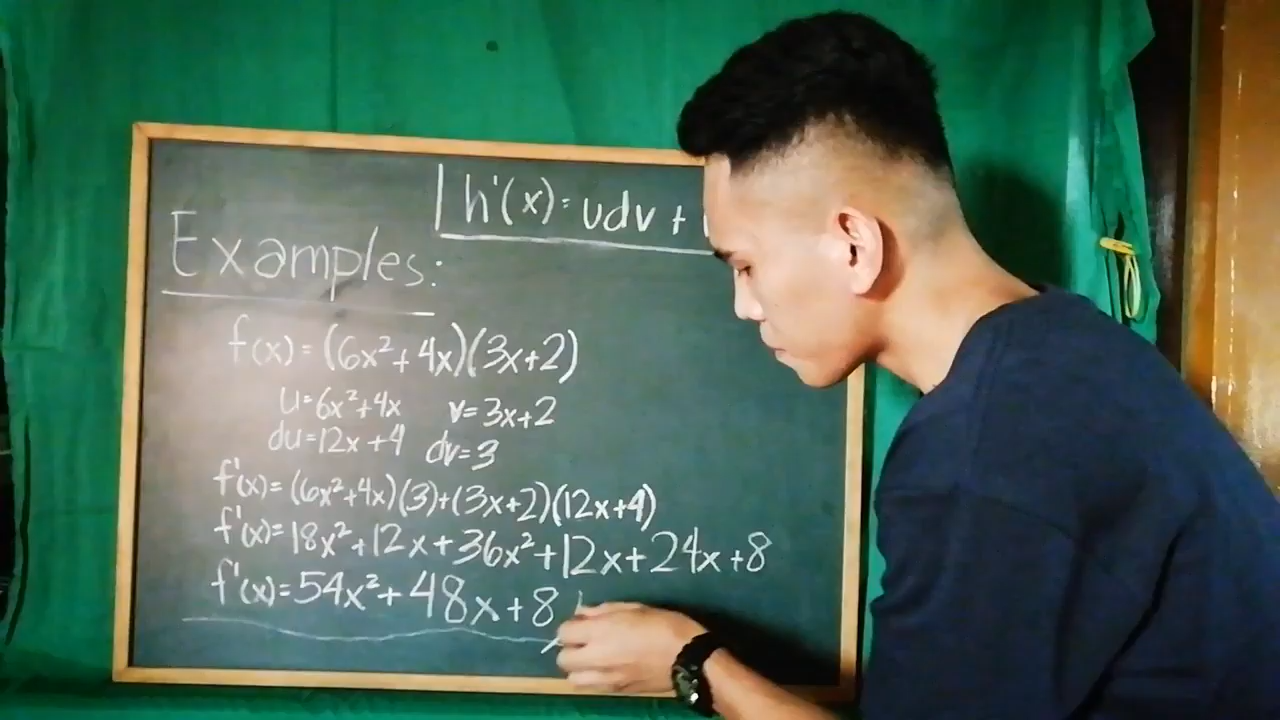 h'(x) = udv +
Examples:
f(x) = (6x²+4x)(3x+2)
u=6x²+4x v=3x+2
du=12x+4 dv=3
f'(x)=(6x²+4x)(3)+(3x+2)(12x+4)
f'(x)=18x²+12x+36x²+12x+24x+8
f'(x)=54x²+48x+8